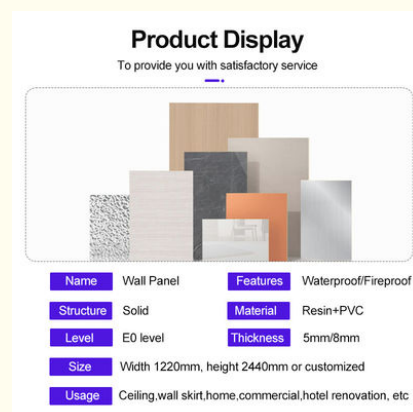 Product Display
To provide you with satisfactory service
Name Wall Panel Features Waterproof/Fireproof
Structure Solid Material Resin+PVC
Level E0 level Thickness 5mm/8mm
Size Width 1220mm, height 2440mm or customized
Usage Ceiling,wall skirt,home,commercial,hotel renovation, etc